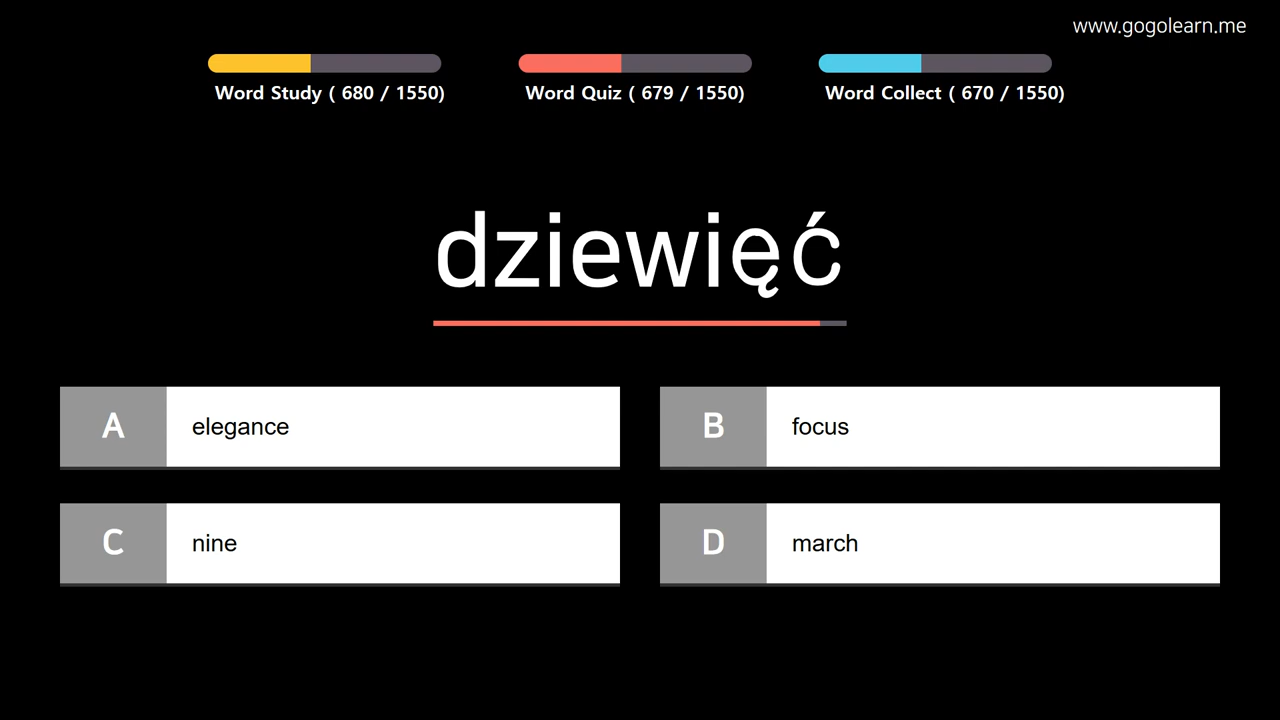 www.gogolearn.me
Word Study ( 680 / 1550)
Word Quiz ( 679 / 1550)
Word Collect ( 670 / 1550)
dziewięć
A
elegance
B
focus
C
nine
D
march